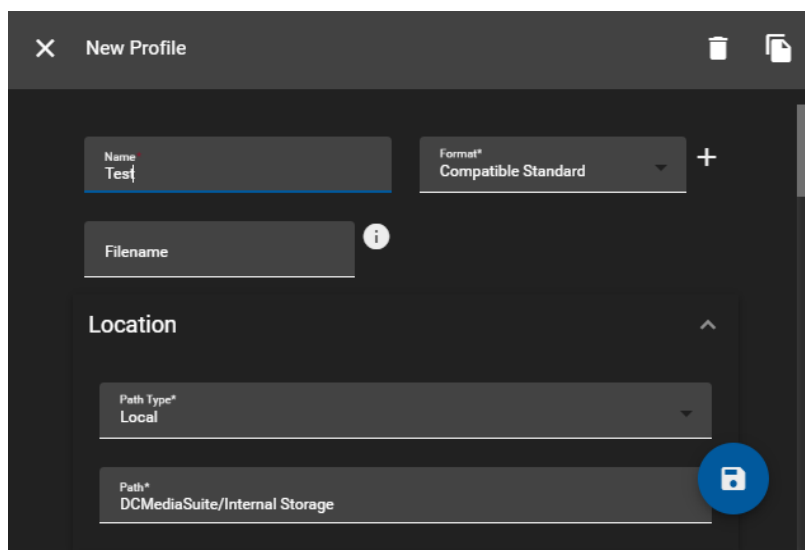 New Profile
Name*
Test
Format*
Compatible Standard
Filename
Location
Path Type*
Local
Path*
DCMediaSuite/Internal Storage